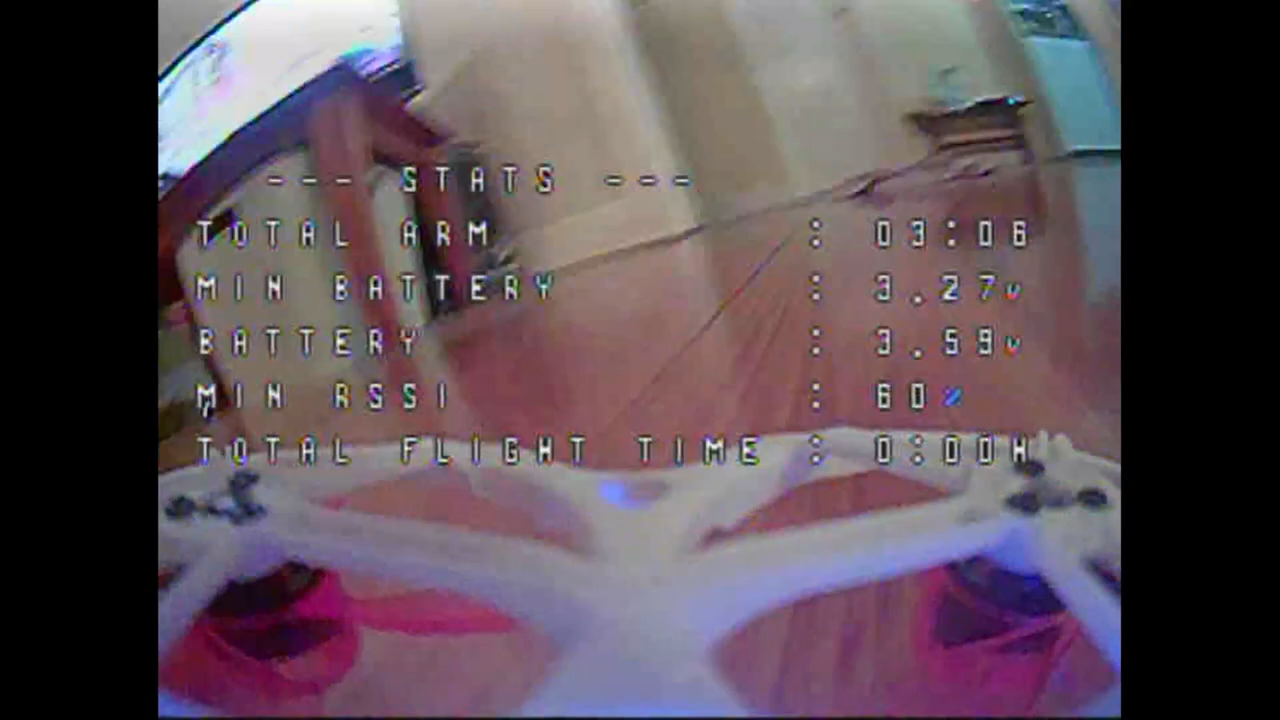 --- STATS ---
TOTAL ARM : 03:06
MIN BATTERY : 3.27V
BATTERY : 3.59V
MIN RSSI : 60%
TOTAL FLIGHT TIME : 0:00H